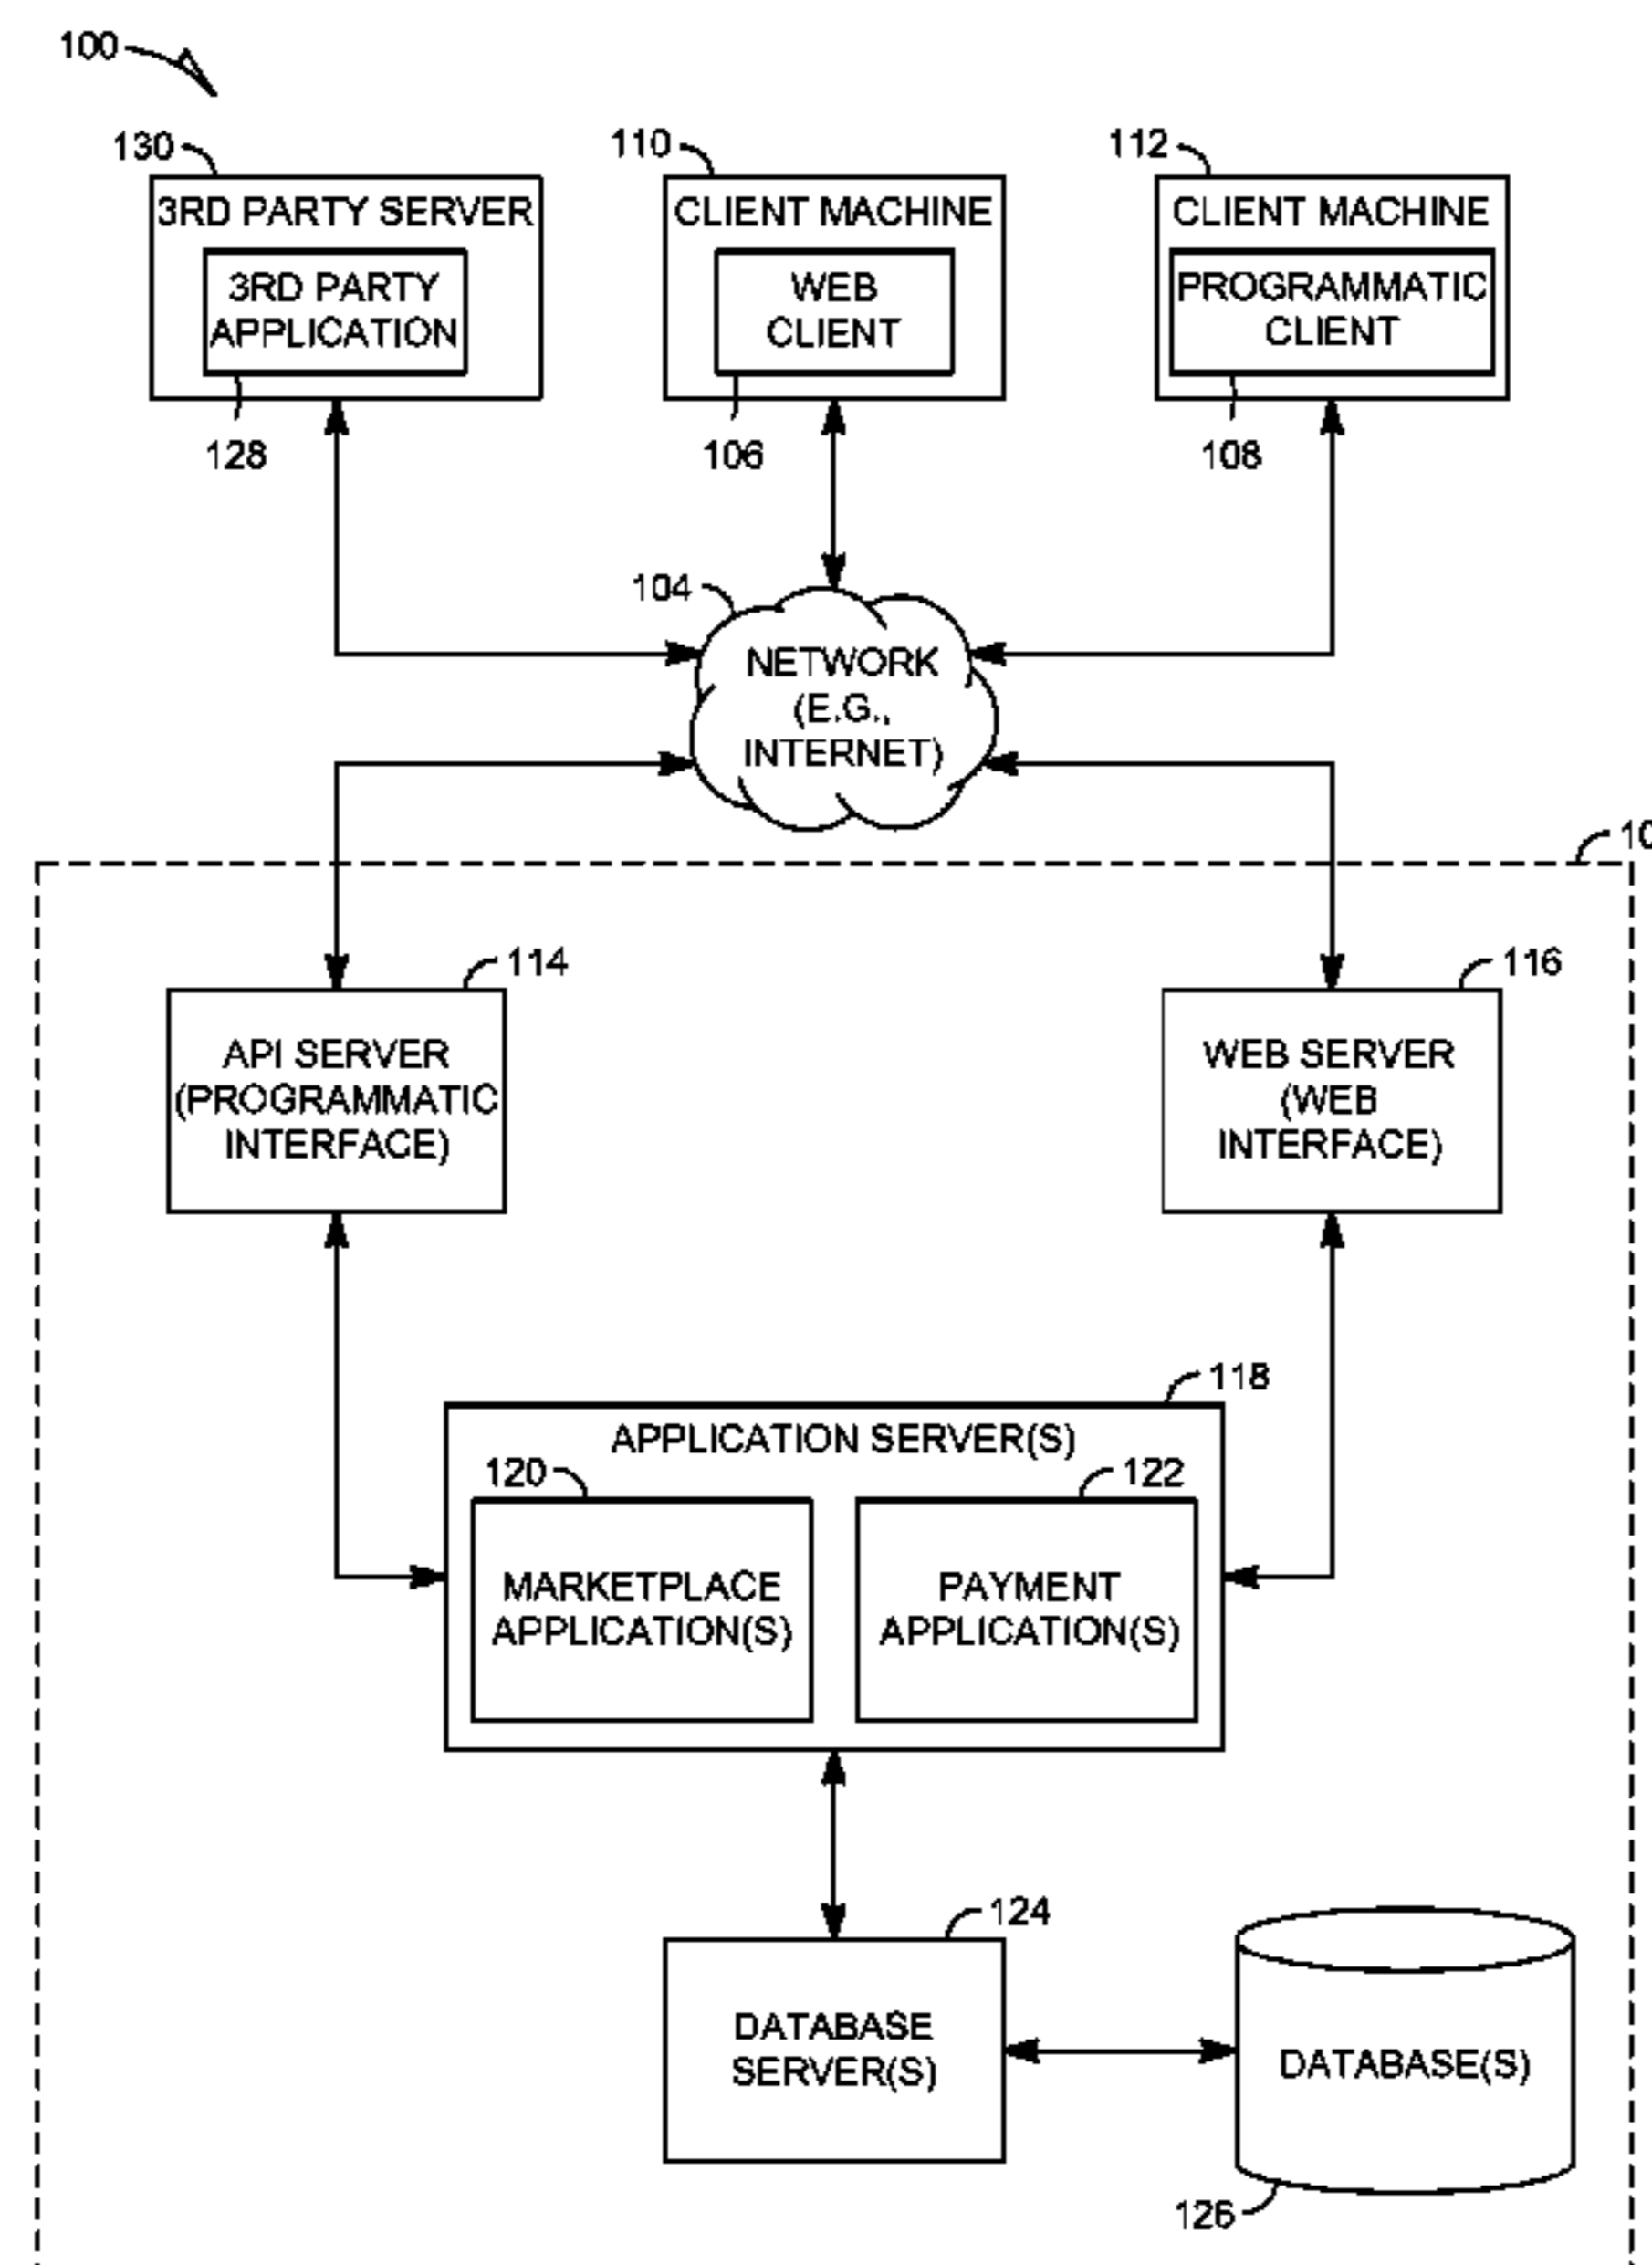 100
130
110
112
3RD PARTY SERVER
CLIENT MACHINE
CLIENT MACHINE
3RD PARTY
APPLICATION
WEB
CLIENT
PROGRAMMATIC
CLIENT
128
106
108
104
NETWORK
(E.G.,
INTERNET)
10
114
116
API SERVER
(PROGRAMMATIC
INTERFACE)
WEB SERVER
(WEB
INTERFACE)
118
APPLICATION SERVER(S)
120
122
MARKETPLACE
APPLICATION(S)
PAYMENT
APPLICATION(S)
124
DATABASE
SERVER(S)
DATABASE(S)
126